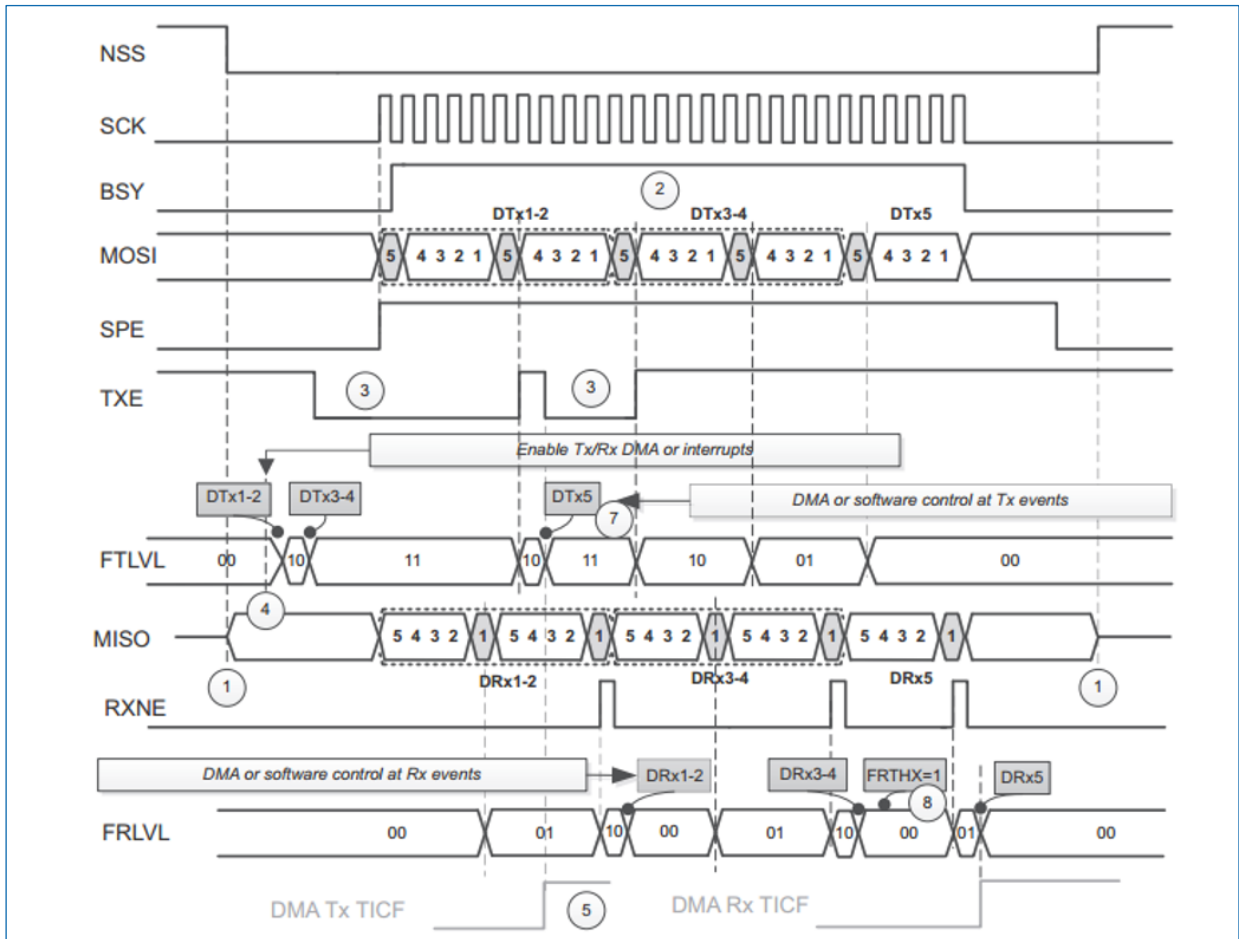 NSS
SCK
BSY
2
DTx1-2 DTx3-4 DTx5
MOSI 5 4 3 2 1 5 4 3 2 1 5 4 3 2 1 5 4 3 2 1 5 4 3 2 1
SPE
TXE 3 3
Enable Tx/Rx DMA or interrupts
DTx1-2 DTx3-4 DTx5 DMA or software control at Tx events
7
FTLVL 00 10 11 10 11 10 01 00
4
MISO 5 4 3 2 1 5 4 3 2 1 5 4 3 2 1 5 4 3 2 1 5 4 3 2 1
1 DRx1-2 DRx3-4 DRx5 1
RXNE
DMA or software control at Rx events DRx1-2 DRx3-4 FRTHX=1 DRx5
8
FRLVL 00 01 10 00 01 10 00 01 00
DMA Tx TICF 5 DMA Rx TICF